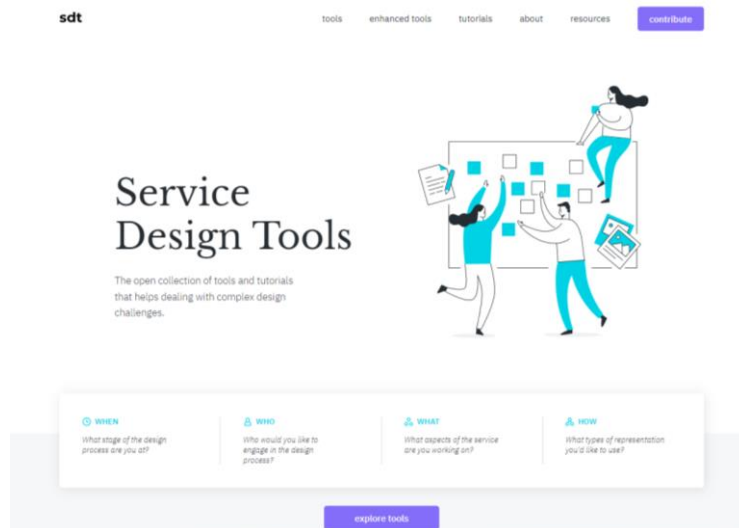 sdt
tools enhanced tools tutorials about resources contribute
Service
Design Tools
The open collection of tools and tutorials
that helps dealing with complex design
challenges.
WHEN
What stage of the design
process are you at?
WHO
Who would you like to
engage in the design
process?
WHAT
What aspects of the service
are you working on?
HOW
What types of representation
you'd like to use?
explore tools